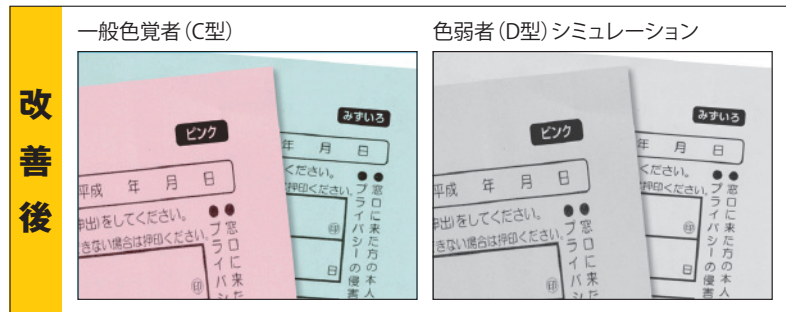 改善後
一般色覚者(C型)
ピンク
みずいろ
年 月 日
ください。
押印ください。
平成 年 月 日
申出)をしてください。
きない場合は押印ください。
印
日
印
●窓口に来た方の本人
●プライバシーの侵害
●窓口に来た
●プライバシ
色弱者(D型)シミュレーション
ピンク
みずいろ
年 月 日
ください。
押印ください。
平成 年 月 日
申出)をしてください。
きない場合は押印ください。
印
日
印
●窓口に来た方の本人
●プライバシーの侵害
●窓口に来た
●プライバシ